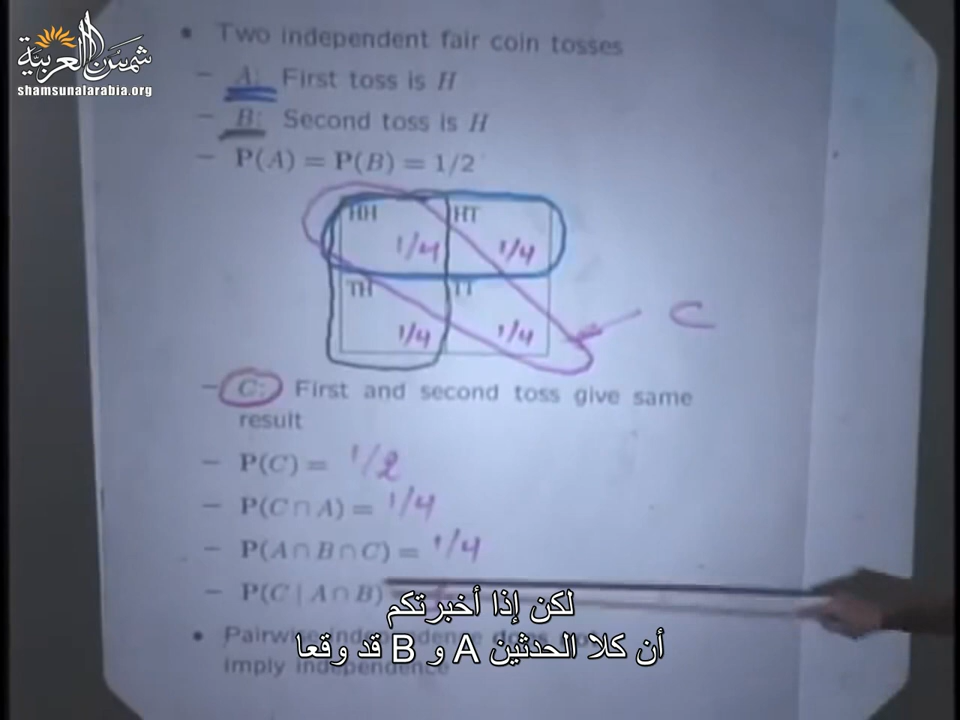 شمس العربية
shamsunalarabia.org
• Two independent fair coin tosses
– A: First toss is H
– B: Second toss is H
– P(A) = P(B) = 1/2
HH HT
1/4 1/4
TH TT
1/4 1/4
C
– C: First and second toss give same
result
– P(C) = 1/2
– P(C ∩ A) = 1/4
– P(A ∩ B ∩ C) = 1/4
– P(C | A ∩ B)
لكن إذا أخبرتكم
أن كلا الحدثين A و B قد وقعا
• Pairwise independence does
imply independence